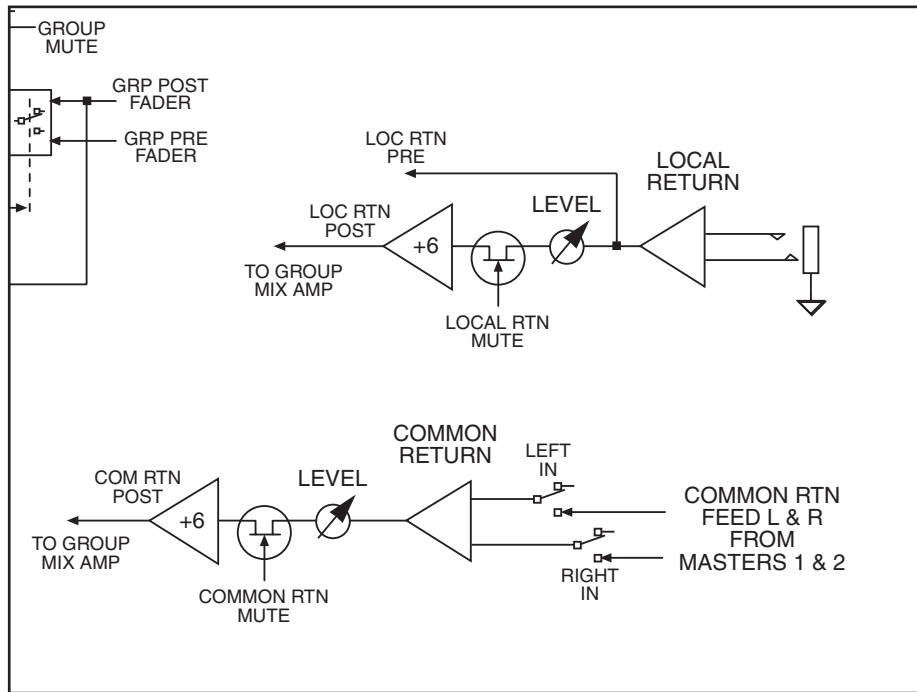 GROUP
MUTE
GRP POST
FADER
GRP PRE
FADER
LOC RTN
PRE
LOCAL
RETURN
LOC RTN
POST
LEVEL
+6
TO GROUP
MIX AMP
LOCAL RTN
MUTE
COMMON
RETURN
LEFT
IN
COM RTN
POST
LEVEL
+6
COMMON RTN
FEED L & R
FROM
MASTERS 1 & 2
TO GROUP
MIX AMP
RIGHT
IN
COMMON RTN
MUTE